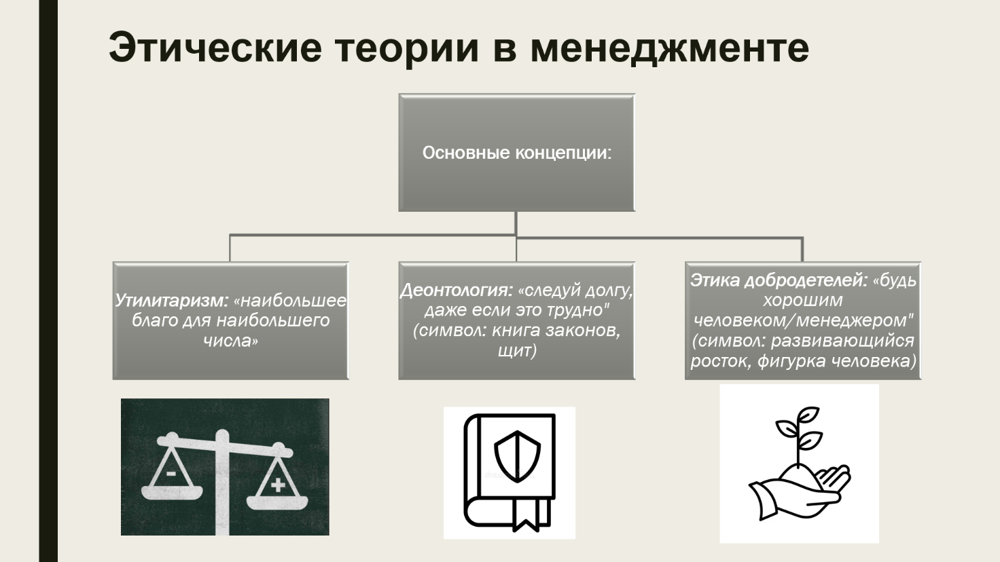 Этические теории в менеджменте
Основные концепции:
Утилитаризм: «наибольшее
благо для наибольшего
числа»
Деонтология: «следуй долгу,
даже если это трудно"
(символ: книга законов,
щит)
Этика добродетелей: «будь
хорошим
человеком/менеджером"
(символ: развивающийся
росток, фигурка человека)